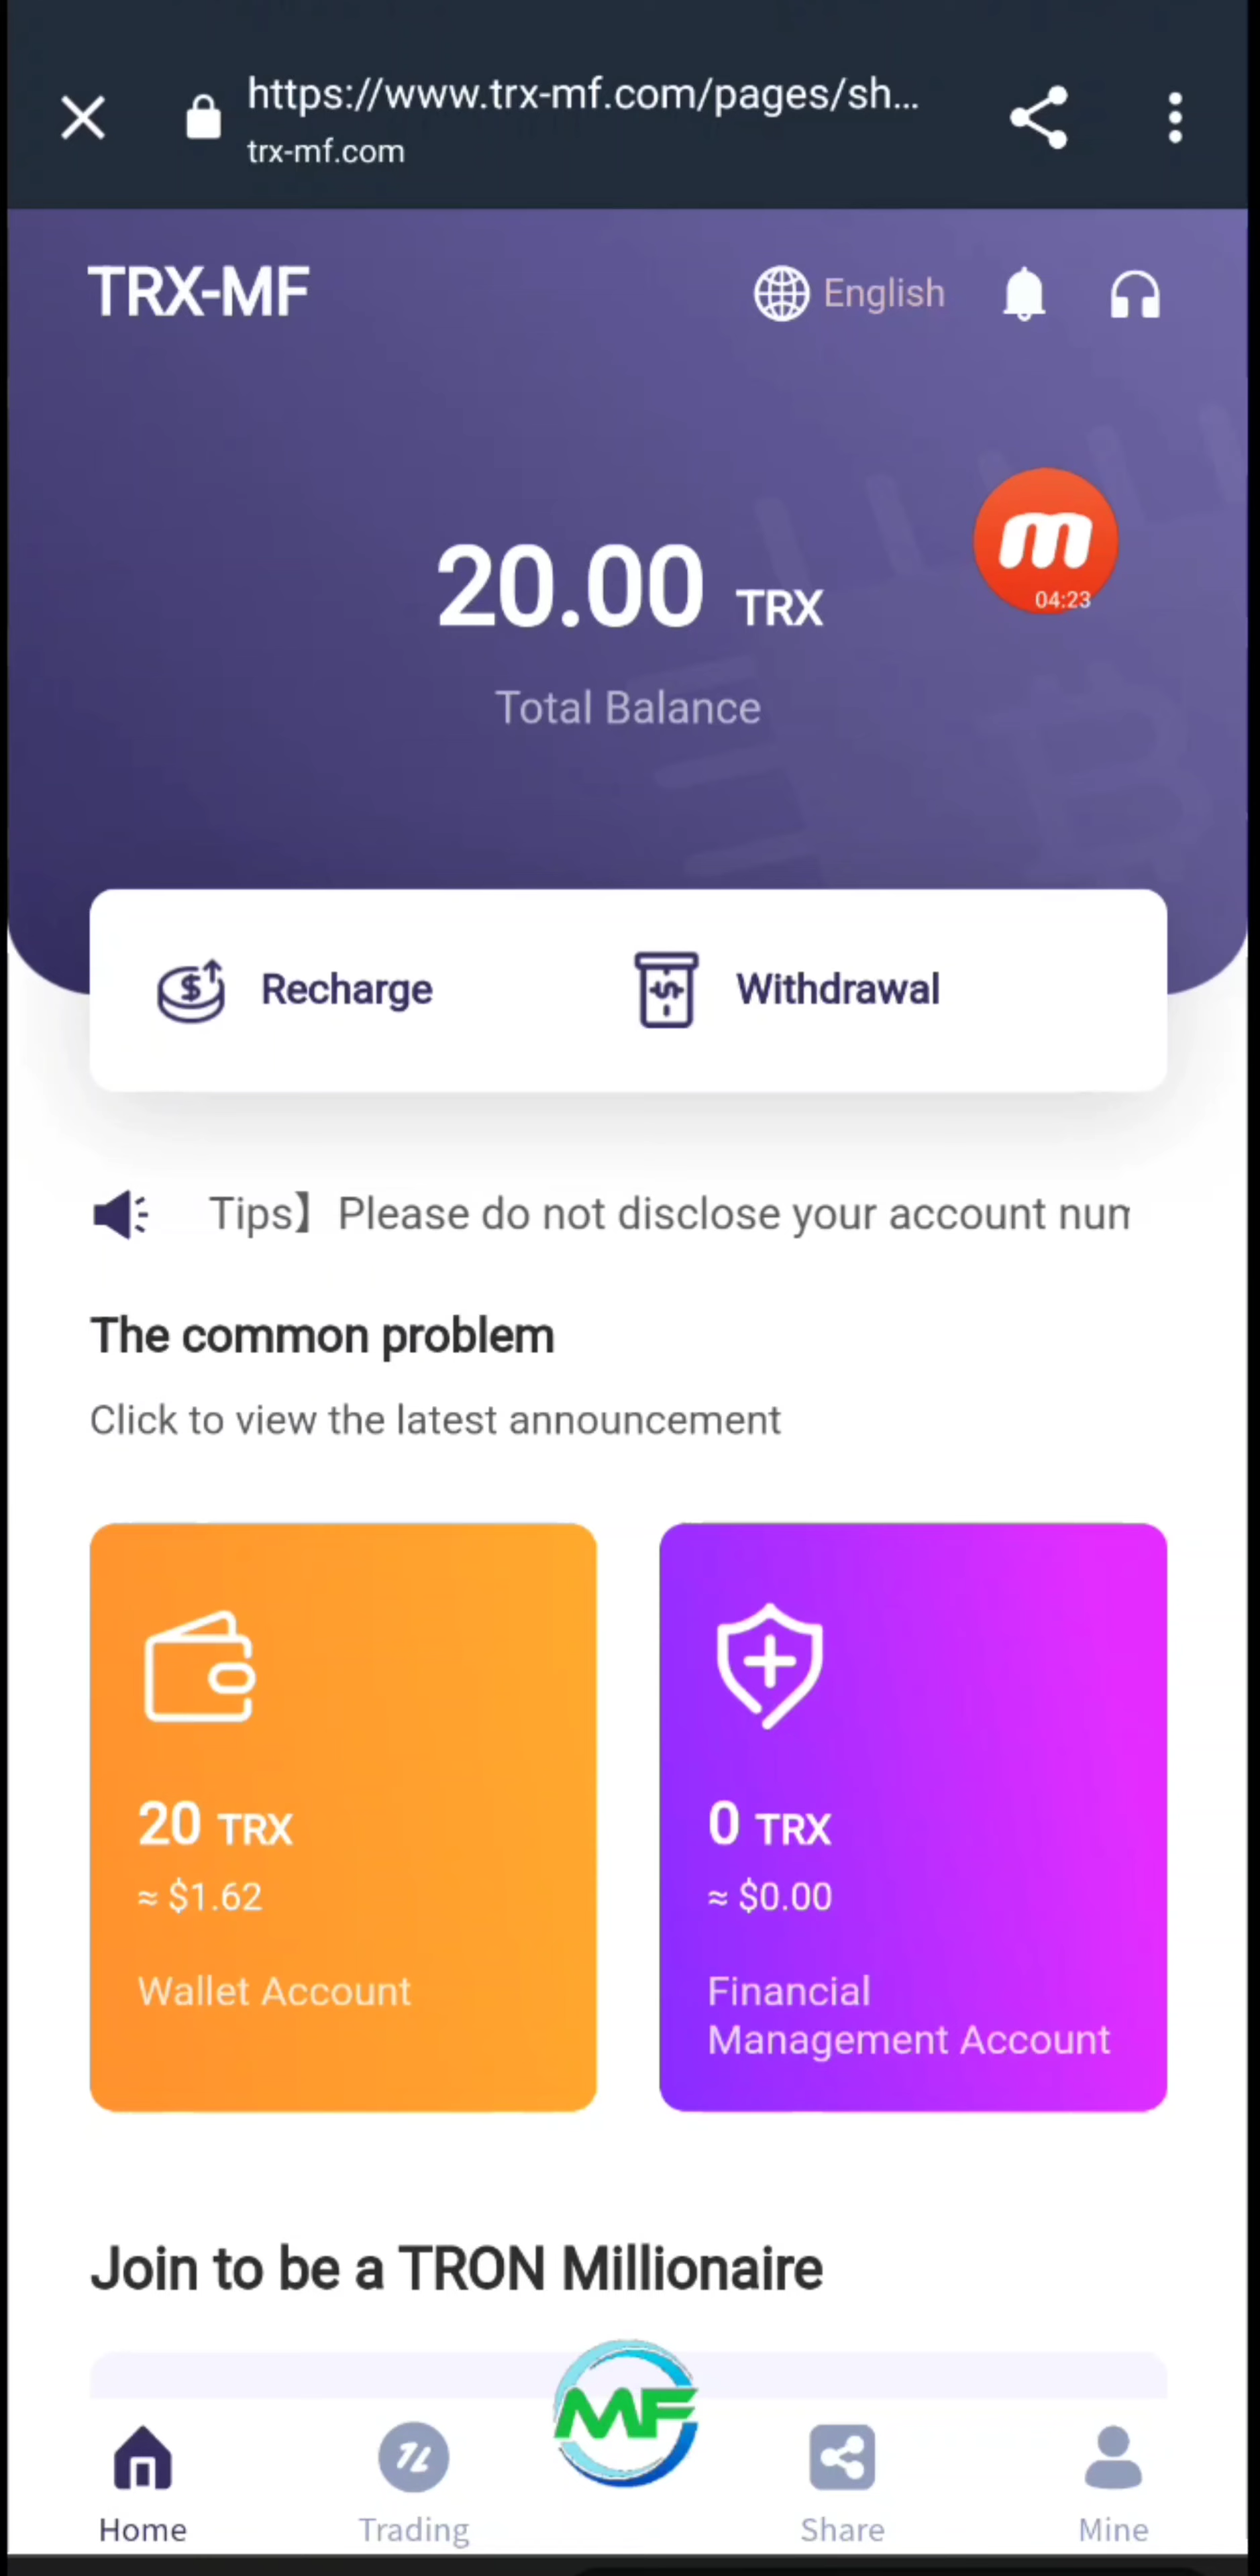 https://www.trx-mf.com/pages/sh...
trx-mf.com
TRX-MF
English
m
04:23
20.00 TRX
Total Balance
Recharge
Withdrawal
Tips】 Please do not disclose your account num
The common problem
Click to view the latest announcement
20 TRX
≈ $1.62
Wallet Account
0 TRX
≈ $0.00
Financial
Management Account
Join to be a TRON Millionaire
MF
Home
Trading
Share
Mine